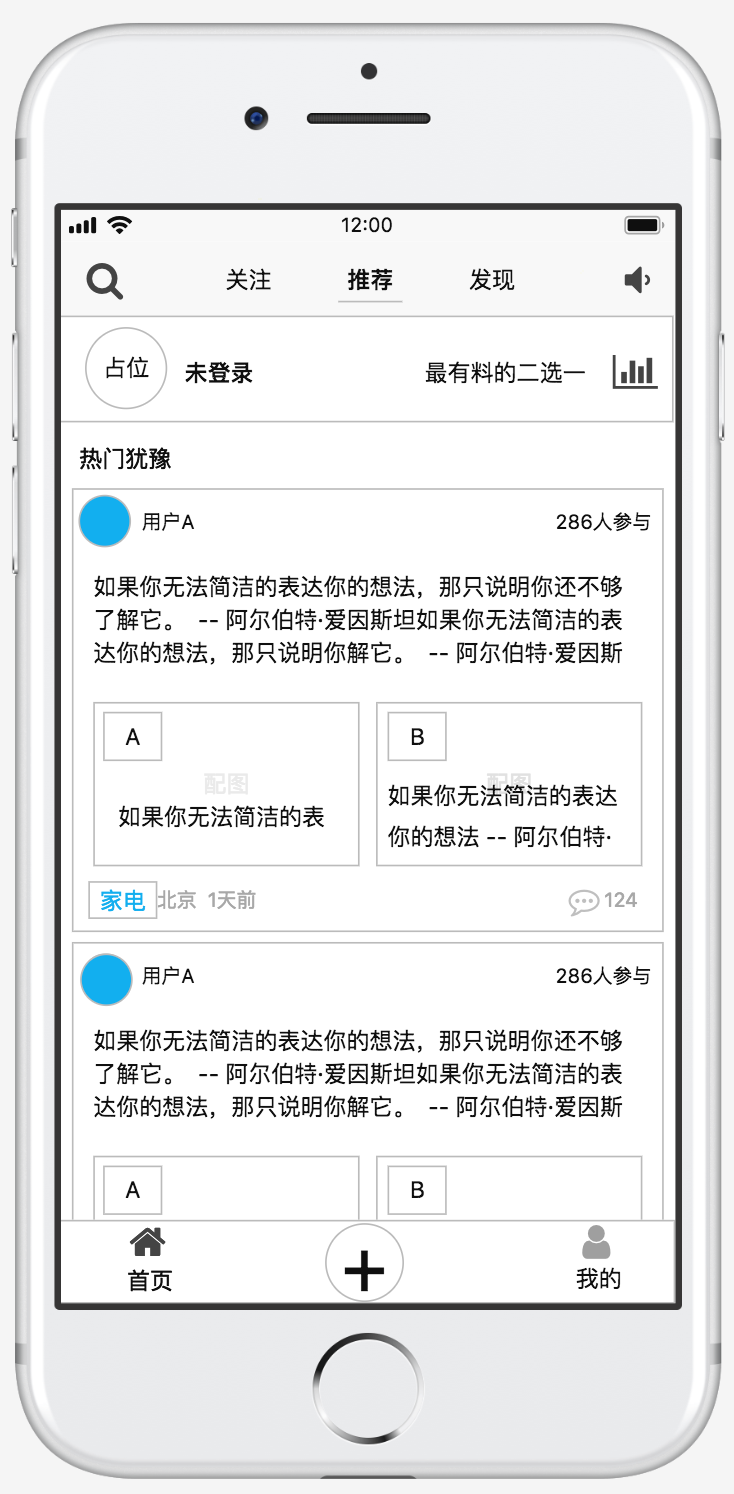 12:00
关注 推荐 发现
占位 未登录 最有料的二选一
热门犹豫
用户A 286人参与
如果你无法简洁的表达你的想法，那只说明你还不够
了解它。 -- 阿尔伯特·爱因斯坦如果你无法简洁的表
达你的想法，那只说明你解它。 -- 阿尔伯特·爱因斯
A
配图
如果你无法简洁的表
B
配图
如果你无法简洁的表达
你的想法 -- 阿尔伯特·
家电 北京 1天前 124
用户A 286人参与
如果你无法简洁的表达你的想法，那只说明你还不够
了解它。 -- 阿尔伯特·爱因斯坦如果你无法简洁的表
达你的想法，那只说明你解它。 -- 阿尔伯特·爱因斯
A B
首页 我的